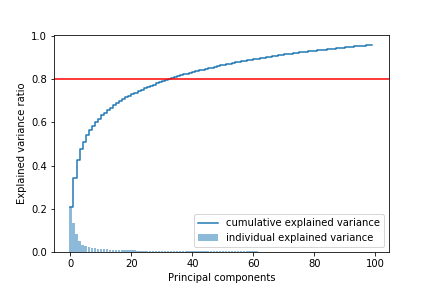 1.0
0.8
0.6
0.4
0.2
0.0
Explained variance ratio
cumulative explained variance
individual explained variance
0 20 40 60 80 100
Principal components